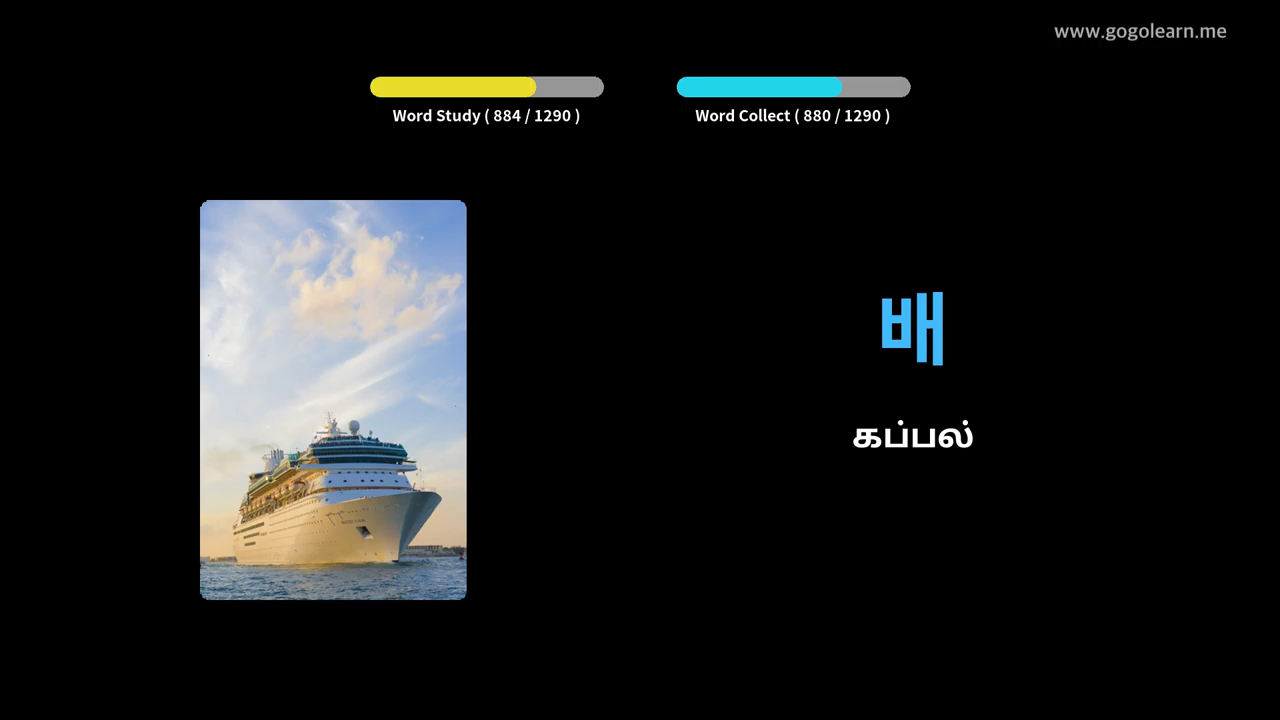 www.gogolearn.me
Word Study ( 884 / 1290 )
Word Collect ( 880 / 1290 )
배
கப்பல்